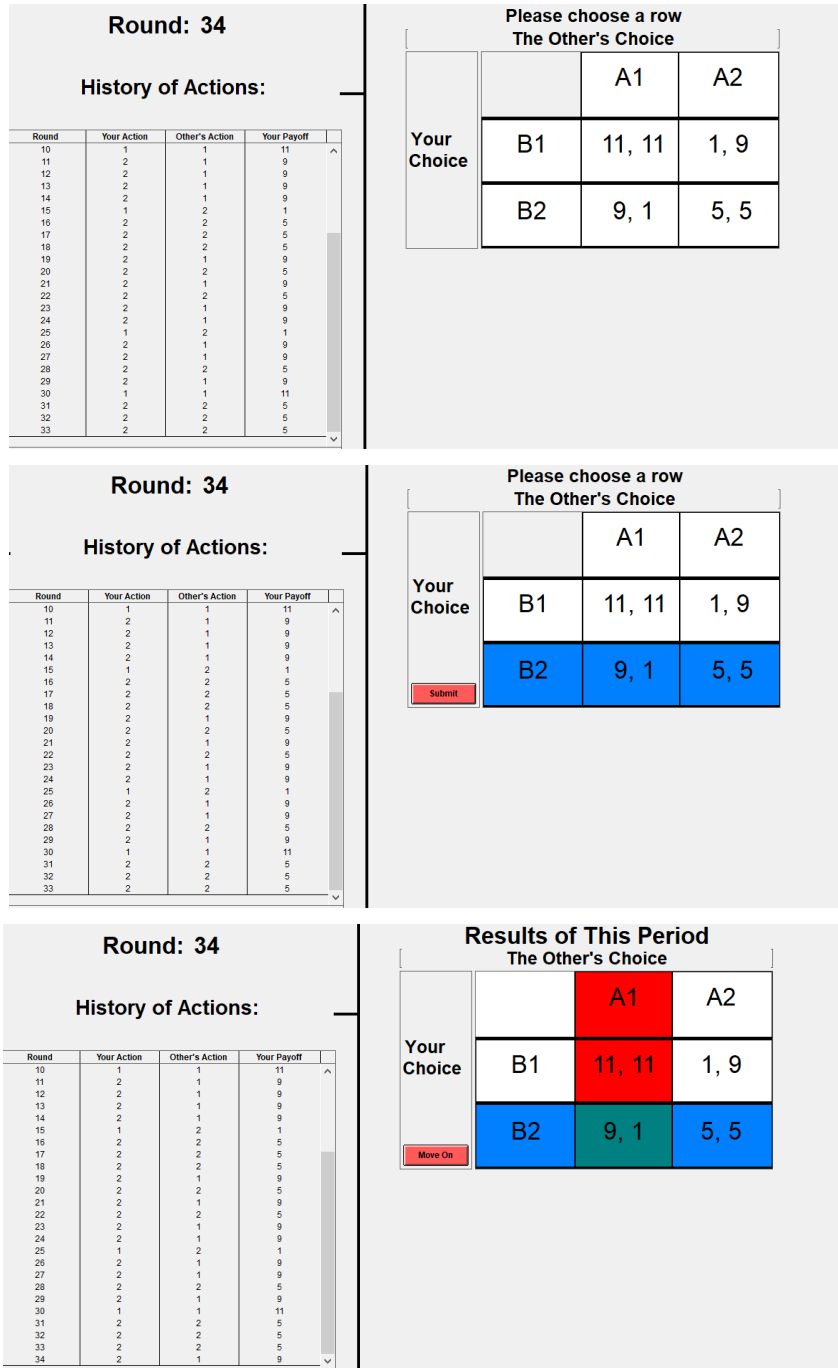 Round: 34
History of Actions:
Round Your Action Other's Action Your Payoff
10 1 1 11
11 2 1 9
12 2 1 9
13 2 1 9
14 2 1 9
15 1 2 1
16 2 2 5
17 2 2 5
18 2 2 5
19 2 1 9
20 2 2 5
21 2 1 9
22 2 2 5
23 2 1 9
24 2 1 9
25 1 2 1
26 2 1 9
27 2 1 9
28 2 2 5
29 2 1 9
30 1 1 11
31 2 2 5
32 2 2 5
33 2 2 5
Please choose a row
The Other's Choice
A1 A2
Your
Choice
B1 11, 11 1, 9
B2 9, 1 5, 5
Round: 34
History of Actions:
Round Your Action Other's Action Your Payoff
10 1 1 11
11 2 1 9
12 2 1 9
13 2 1 9
14 2 1 9
15 1 2 1
16 2 2 5
17 2 2 5
18 2 2 5
19 2 1 9
20 2 2 5
21 2 1 9
22 2 2 5
23 2 1 9
24 2 1 9
25 1 2 1
26 2 1 9
27 2 1 9
28 2 2 5
29 2 1 9
30 1 1 11
31 2 2 5
32 2 2 5
33 2 2 5
Please choose a row
The Other's Choice
A1 A2
Your
Choice
B1 11, 11 1, 9
B2 9, 1 5, 5
Submit
Round: 34
History of Actions:
Round Your Action Other's Action Your Payoff
10 1 1 11
11 2 1 9
12 2 1 9
13 2 1 9
14 2 1 9
15 1 2 1
16 2 2 5
17 2 2 5
18 2 2 5
19 2 1 9
20 2 2 5
21 2 1 9
22 2 2 5
23 2 1 9
24 2 1 9
25 1 2 1
26 2 1 9
27 2 1 9
28 2 2 5
29 2 1 9
30 1 1 11
31 2 2 5
32 2 2 5
33 2 2 5
34 2 1 9
Results of This Period
The Other's Choice
A1 A2
Your
Choice
B1 11, 11 1, 9
B2 9, 1 5, 5
Move On